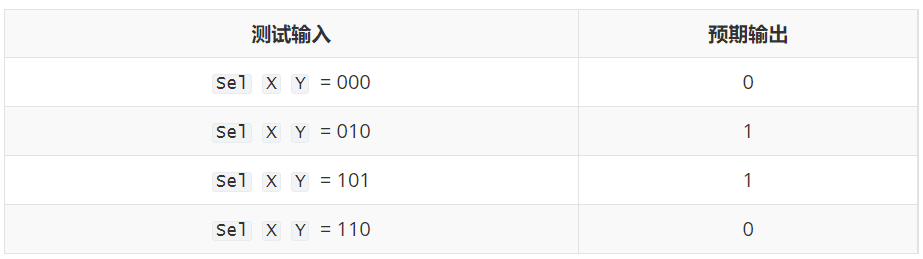 测试输入 预期输出
Sel X Y = 000 0
Sel X Y = 010 1
Sel X Y = 101 1
Sel X Y = 110 0